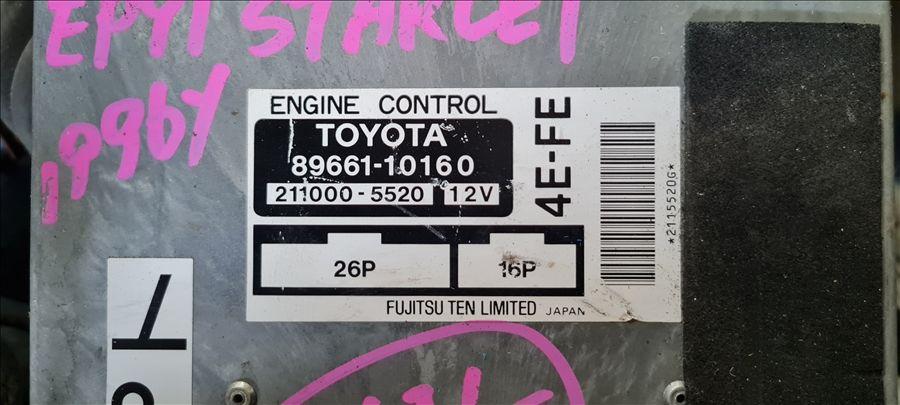 EP91 STARLET
1996Y
ENGINE CONTROL
TOYOTA
89661-10160
211000-5520 12V
4E-FE
*2115520G*
26P 16P
FUJITSU TEN LIMITED JAPAN